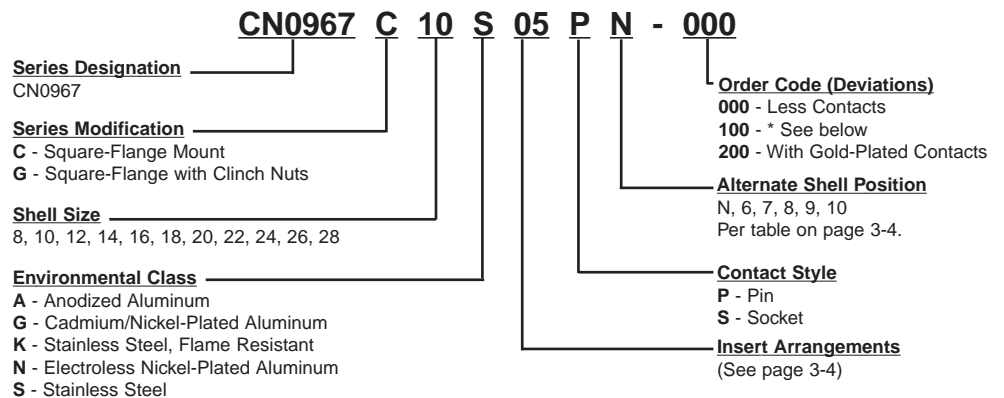 CN0967 C 10 S 05 P N - 000
Series Designation
CN0967
Series Modification
C - Square-Flange Mount
G - Square-Flange with Clinch Nuts
Shell Size
8, 10, 12, 14, 16, 18, 20, 22, 24, 26, 28
Environmental Class
A - Anodized Aluminum
G - Cadmium/Nickel-Plated Aluminum
K - Stainless Steel, Flame Resistant
N - Electroless Nickel-Plated Aluminum
S - Stainless Steel
Order Code (Deviations)
000 - Less Contacts
100 - * See below
200 - With Gold-Plated Contacts
Alternate Shell Position
N, 6, 7, 8, 9, 10
Per table on page 3-4.
Contact Style
P - Pin
S - Socket
Insert Arrangements
(See page 3-4)